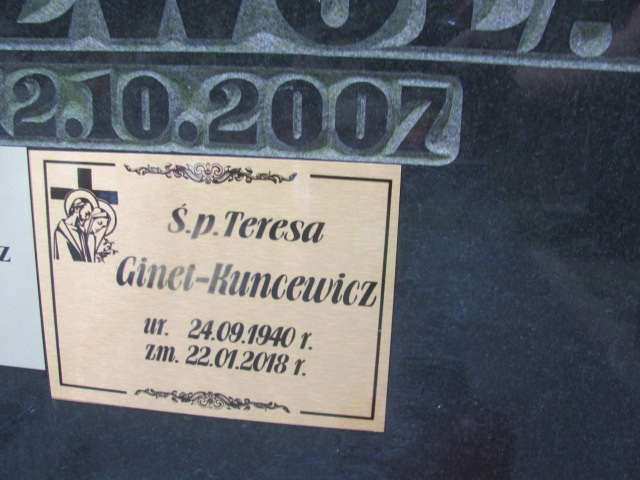 2.10.2007
Ś.p. Teresa
Ginet-Kuncewicz
ur. 24.09.1940 r.
zm. 22.01.2018 r.